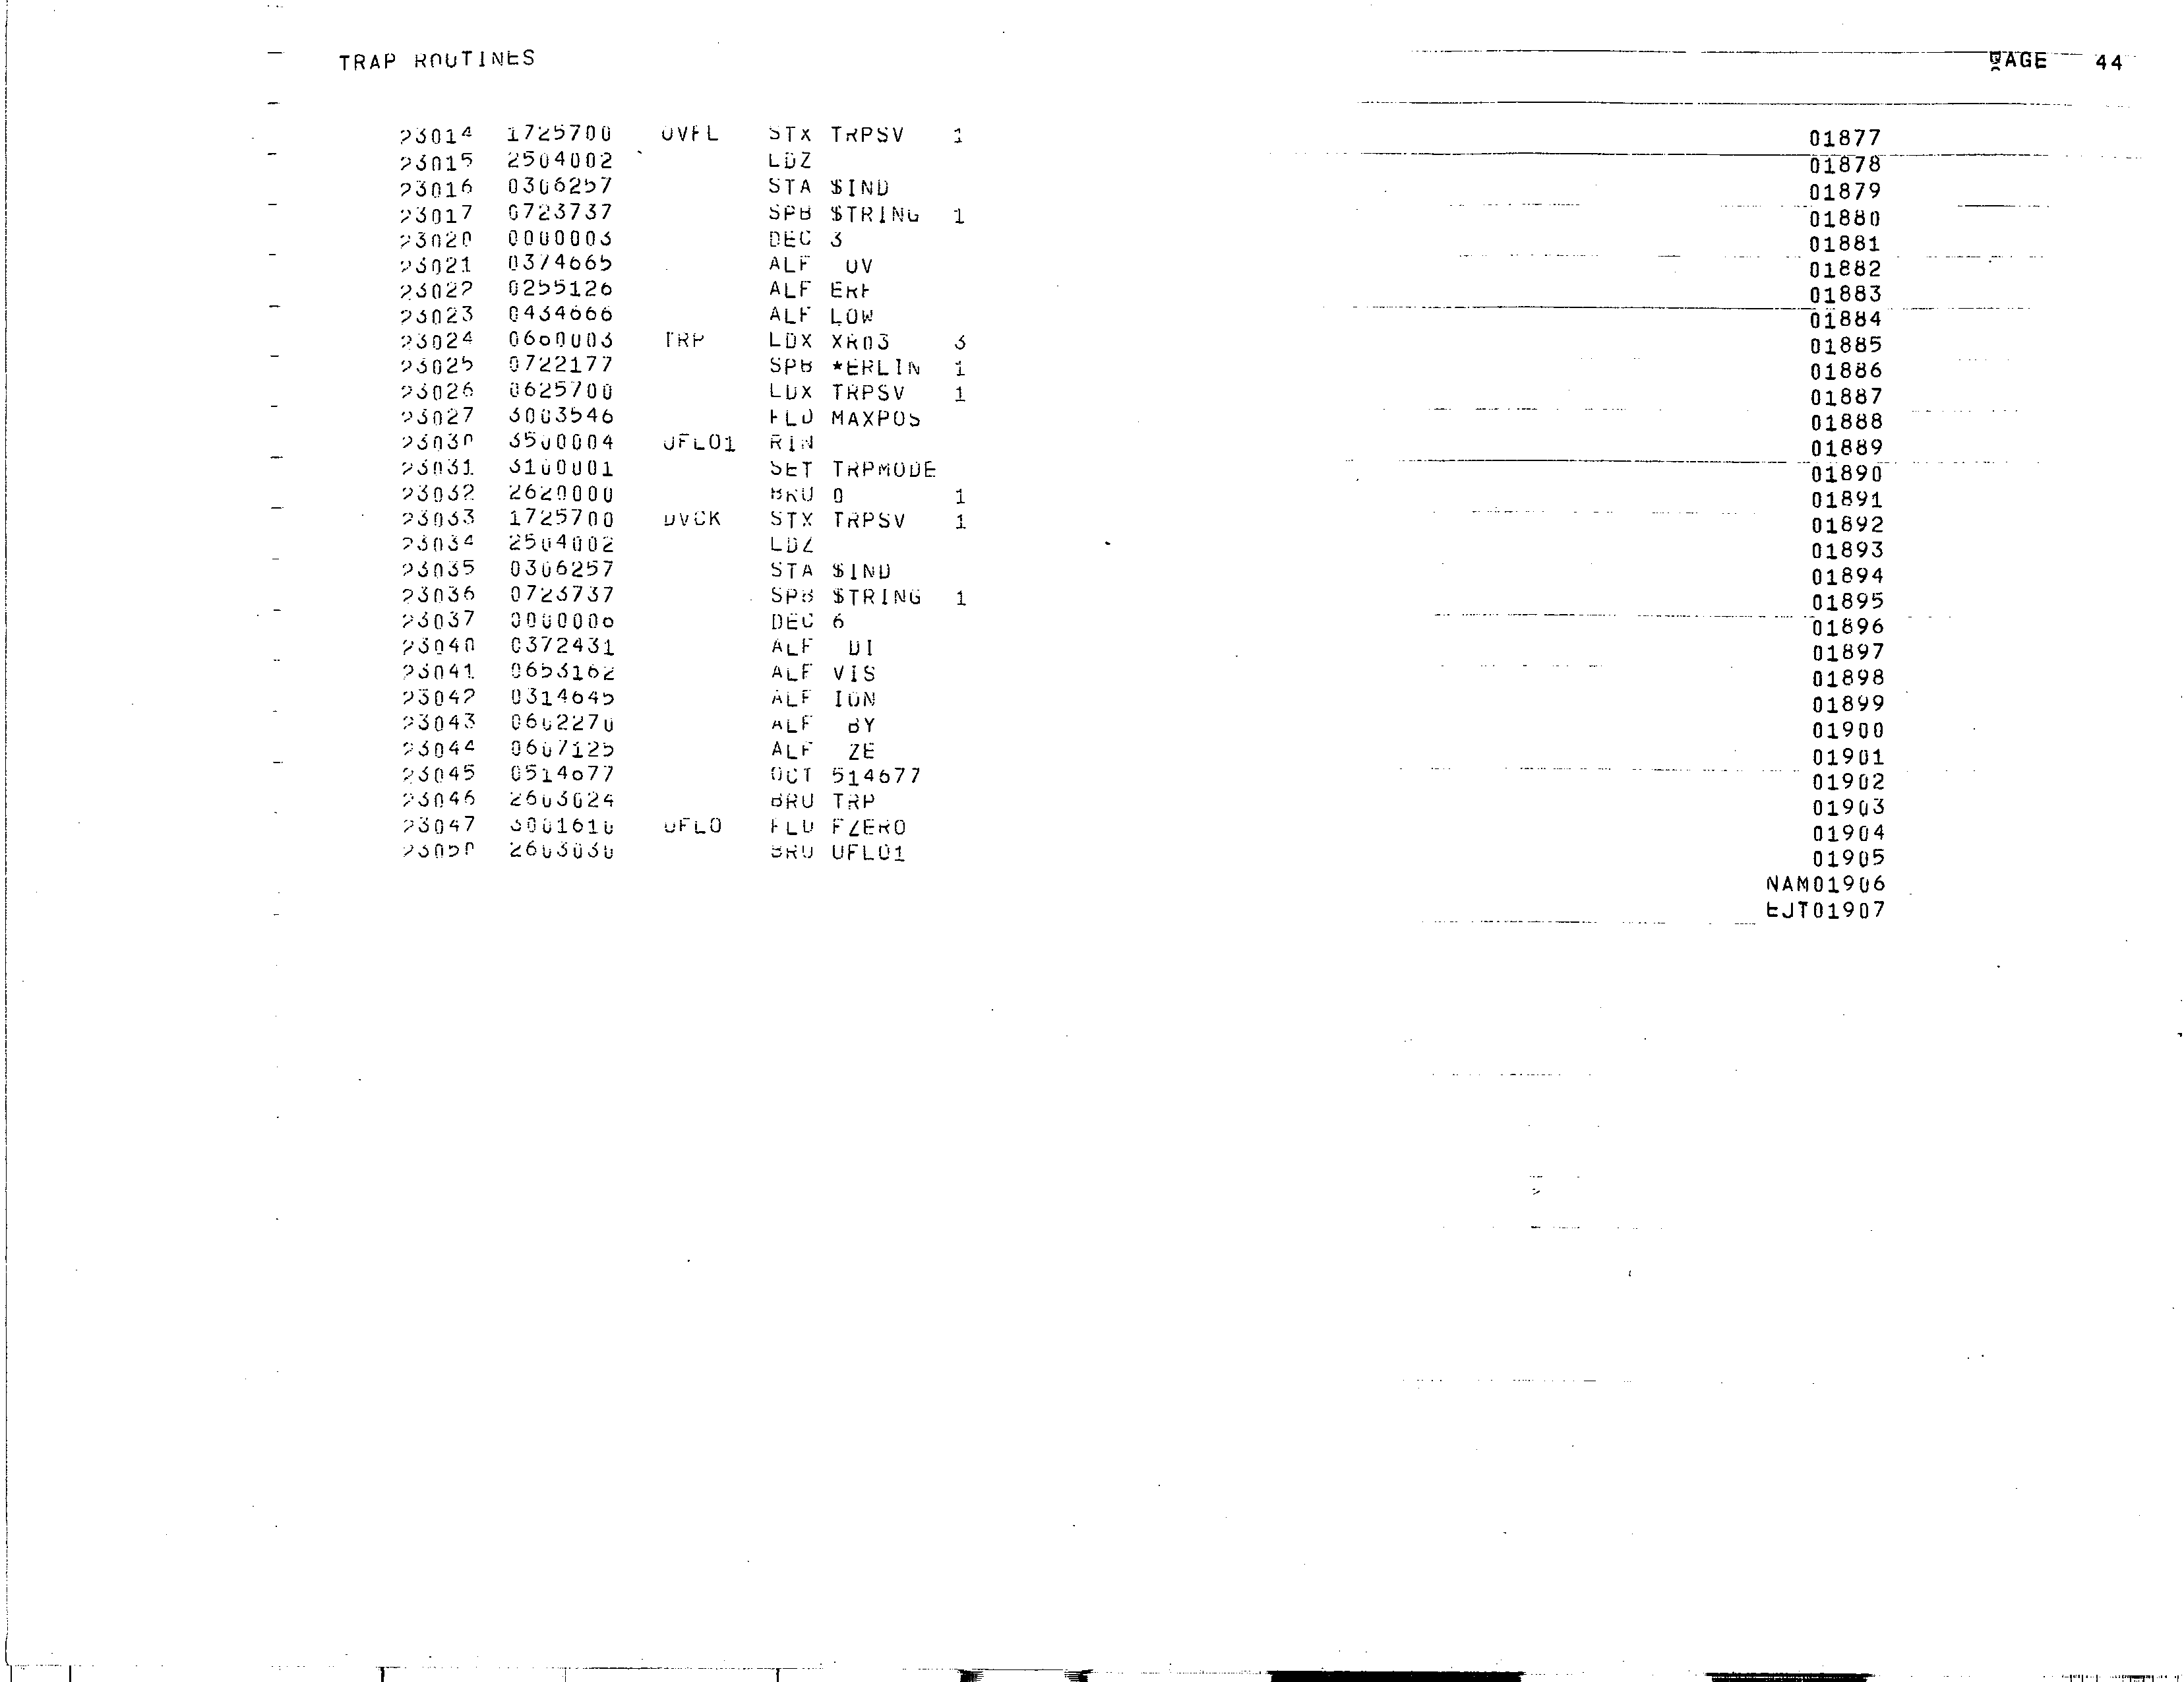 TRAP ROUTINES PAGE 44
23014 1725700 OVFL STX TRPSV 1 01877
23015 2504002 LDZ 01878
23016 0306257 STA $IND 01879
23017 0723737 SPB $TRING 1 01880
23020 0000003 DEC 3 01881
23021 0374665 ALF OV 01882
23022 0255126 ALF ERF 01883
23023 0434666 ALF LOW 01884
23024 0660003 TRP LDX XR03 3 01885
23025 0722177 SPB *ERLIN 1 01886
23026 0625700 LDX TRPSV 1 01887
23027 3003546 FLD MAXPOS 01888
23030 3500004 UFLO1 RIN 01889
23031 3100001 SET TRPMODE 01890
23032 2620000 BRU 0 1 01891
23033 1725700 DVCK STX TRPSV 1 01892
23034 2504002 LDZ 01893
23035 0306257 STA $IND 01894
23036 0723737 SPB $TRING 1 01895
23037 0000006 DEC 6 01896
23040 0372431 ALF DI 01897
23041 0653162 ALF VIS 01898
23042 0314645 ALF ION 01899
23043 0602270 ALF BY 01900
23044 0607125 ALF ZE 01901
23045 0514677 OCT 514677 01902
23046 2603024 BRU TRP 01903
23047 3001610 UFLO FLD FZERO 01904
23050 2603030 BRU UFLO1 01905
NAM01906
EJT01907